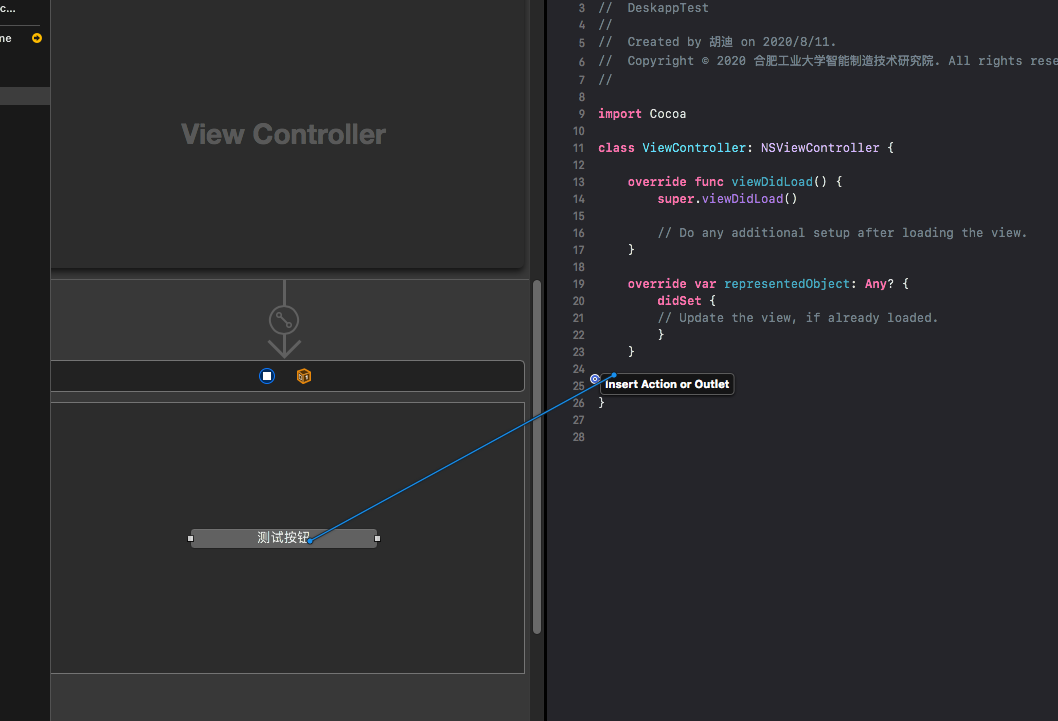 c...
ne
View Controller
测试按钮
3 // DeskappTest
4 //
5 // Created by 胡迪 on 2020/8/11.
6 // Copyright © 2020 合肥工业大学智能制造技术研究院. All rights rese
7 //
8
9 import Cocoa
10
11 class ViewController: NSViewController {
12
13 override func viewDidLoad() {
14 super.viewDidLoad()
15
16 // Do any additional setup after loading the view.
17 }
18
19 override var representedObject: Any? {
20 didSet {
21 // Update the view, if already loaded.
22 }
23 }
24
25 Insert Action or Outlet
26 }
27
28